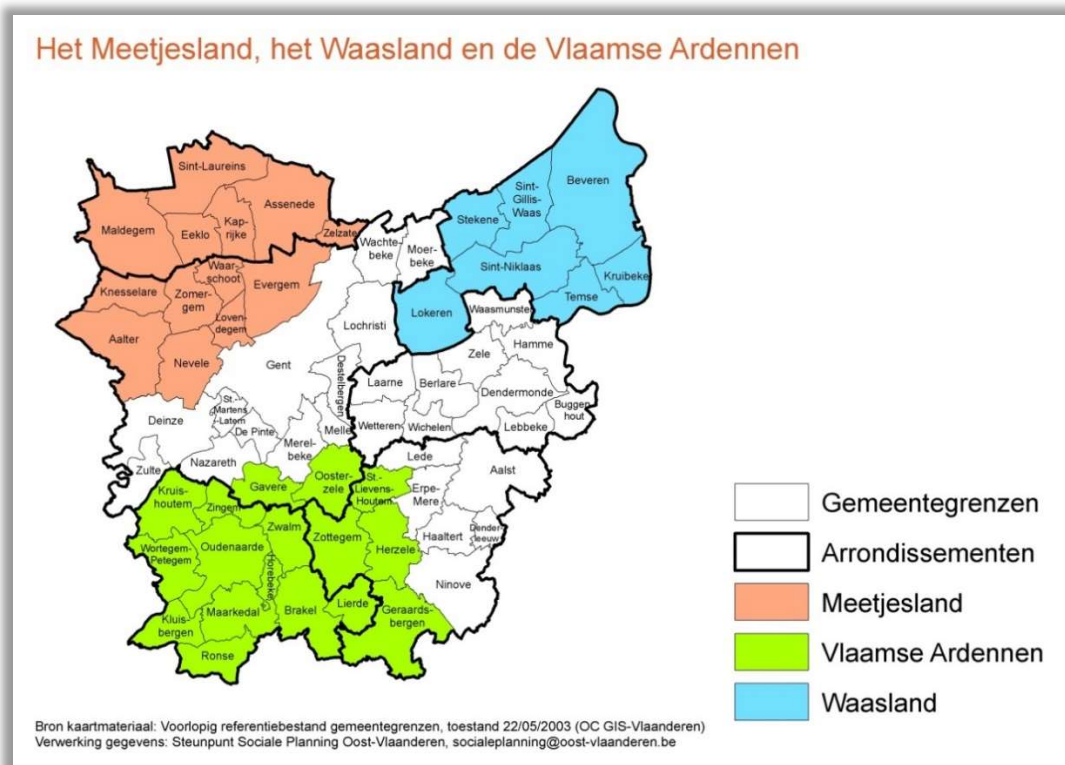 Het Meetjesland, het Waasland en de Vlaamse Ardennen
Sint-Laureins
Assenede
Maldegem
Eeklo
Kap-
rijke
Zelzate
Wachte-
beke
Moer-
beke
Stekene
Sint-
Gillis-
Waas
Beveren
Sint-Niklaas
Kruibeke
Temse
Lokeren
Waasmunster
Knesselare
Waar-
schoot
Zomer-
gem
Evergem
Loven-
degem
Aalter
Nevele
Lochristi
Gent
Destelbergen
Laarne
Berlare
Zele
Hamme
Dendermonde
Buggen
hout
Lebbeke
Wetteren
Wichelen
Deinze
St.-
Martens
-Latem
De Pinte
Merel-
beke
Melle
Zulte
Nazareth
Lede
Aalst
Gavere
Ooster-
zele
St.-
Lievens-
Houtem
Erpe-
Mere
Kruis-
houtem
Zingem
Zwalm
Zottegem
Herzele
Haaltert
Dender-
leeuw
Wortegem-
Petegem
Oudenaarde
Horebeke
Ninove
Kluis-
bergen
Maarkedal
Brakel
Lierde
Geraards-
bergen
Ronse
Gemeentegrenzen
Arrondissementen
Meetjesland
Vlaamse Ardennen
Waasland
Bron kaartmateriaal: Voorlopig referentiebestand gemeentegrenzen, toestand 22/05/2003 (OC GIS-Vlaanderen)
Verwerking gegevens: Steunpunt Sociale Planning Oost-Vlaanderen, socialeplanning@oost-vlaanderen.be